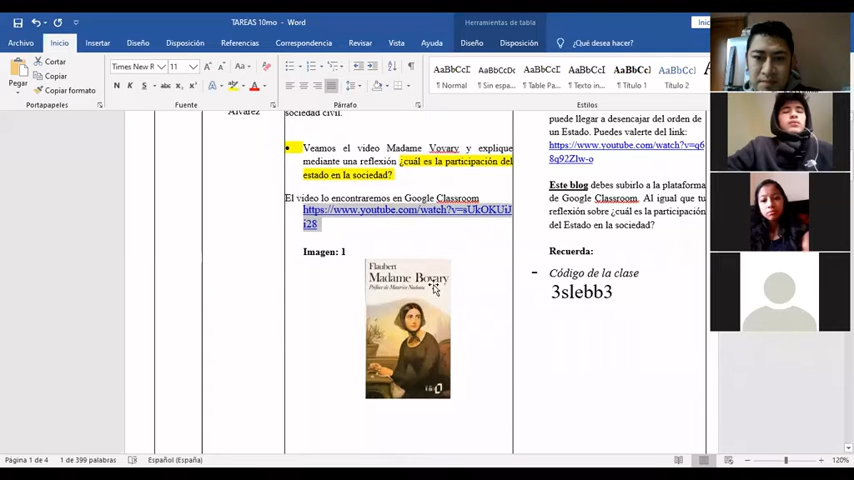 TAREAS 10mo - Word
Herramientas de tabla
Archivo Inicio Insertar Diseño Disposición Referencias Correspondencia Revisar Vista Ayuda Diseño Disposición ¿Qué desea hacer?
Pegar
Cortar
Copiar
Copiar formato
Times New R 11
N K S
Portapapeles
Fuente
Párrafo
Estilos
AaBbCcI AaBbCcDc AaBbCcI AaBbCcI AaBbCc AaBbCcD
¶ Normal ¶ Sin espa... ¶ Table Pa... ¶ Texto in... ¶ Título 1 ¶ Título 2
Alvarez
sociedad civil.
Veamos el video Madame Vovary y explique
mediante una reflexión ¿cuál es la participación del
estado en la sociedad?
El video lo encontraremos en Google Classroom
https://www.youtube.com/watch?v=sUkOKUiJ
i28
Imagen: 1
Flaubert
Madame Bovary
puede llegar a desencajar del orden de
un Estado. Puedes valerte del link:
https://www.youtube.com/watch?v=q6
8q92ZIw-o
Este blog debes subirlo a la plataforma
de Google Classroom. Al igual que tu
reflexión sobre ¿cuál es la participación
del Estado en la sociedad?
Recuerda:
- Código de la clase
3slebb3
Página 1 de 4 1 de 399 palabras Español (España)
120%